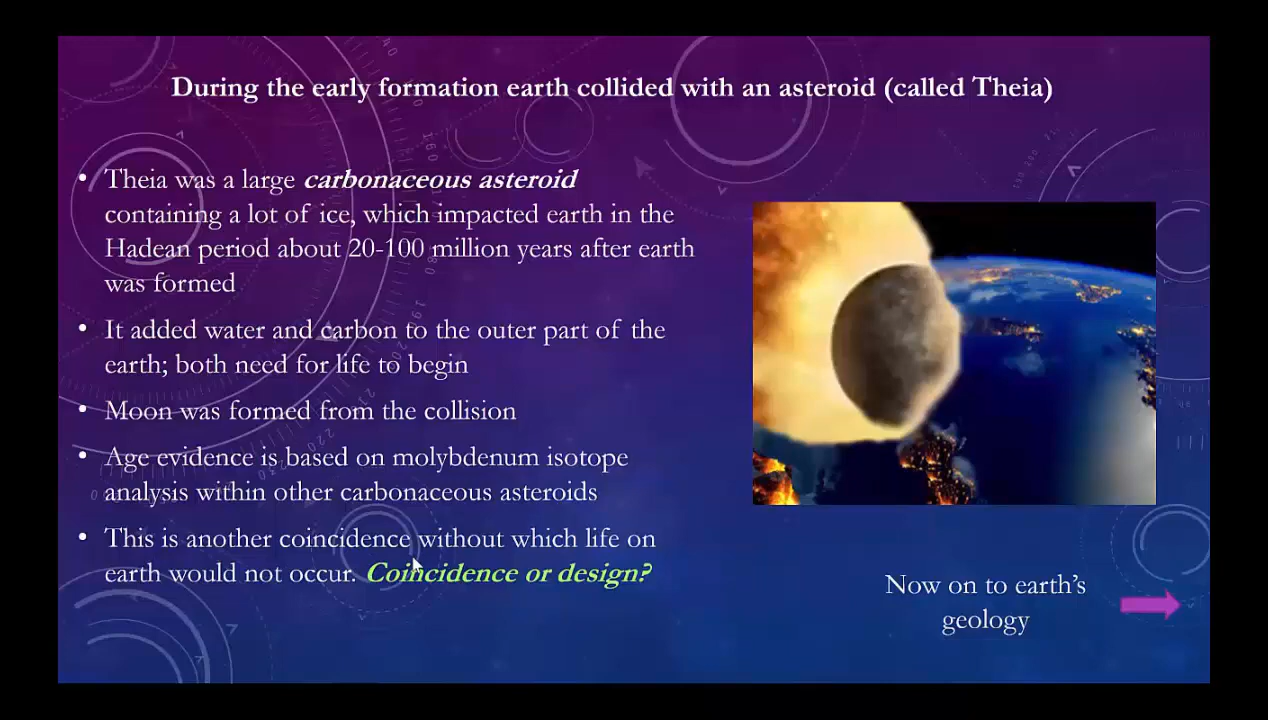 During the early formation earth collided with an asteroid (called Theia)
• Theia was a large carbonaceous asteroid
containing a lot of ice, which impacted earth in the
Hadean period about 20-100 million years after earth
was formed
• It added water and carbon to the outer part of the
earth; both need for life to begin
• Moon was formed from the collision
• Age evidence is based on molybdenum isotope
analysis within other carbonaceous asteroids
• This is another coincidence without which life on
earth would not occur. Coincidence or design?
Now on to earth's
geology